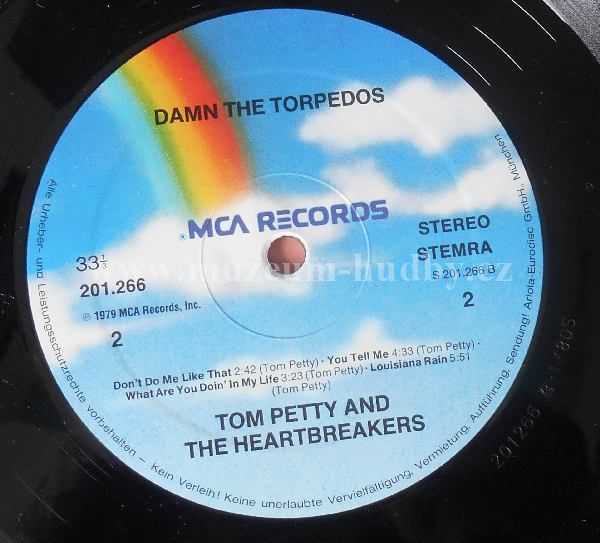 DAMN THE TORPEDOS
® MCA RECORDS
33⅓
201.266
℗ 1979 MCA Records, Inc.
2
STEREO
STEMRA
S 201.266 B
2
www.muzeum-hudby.cz
Don't Do Me Like That 2:42 (Tom Petty) · You Tell Me 4:33 (Tom Petty) ·
What Are You Doin' In My Life 3:23 (Tom Petty) · Louisiana Rain 5:51
(Tom Petty)
TOM PETTY AND
THE HEARTBREAKERS
Alle Urheber- und Leistungsschutzrechte vorbehalten – Kein Verleih! Keine unerlaubte Vervielfältigung, Vermietung, Aufführung, Sendung! Ariola-Eurodisc GmbH, München